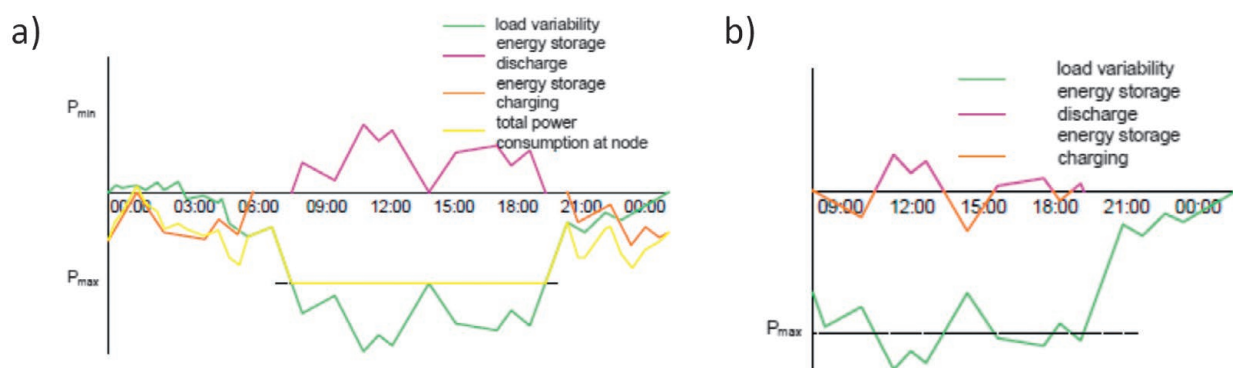 a)
load variability
energy storage
discharge
energy storage
charging
total power
consumption at node
Pmin
00:00 03:00 06:00 09:00 12:00 15:00 18:00 21:00 00:00
Pmax
b)
load variability
energy storage
discharge
energy storage
charging
09:00 12:00 15:00 18:00 21:00 00:00
Pmax